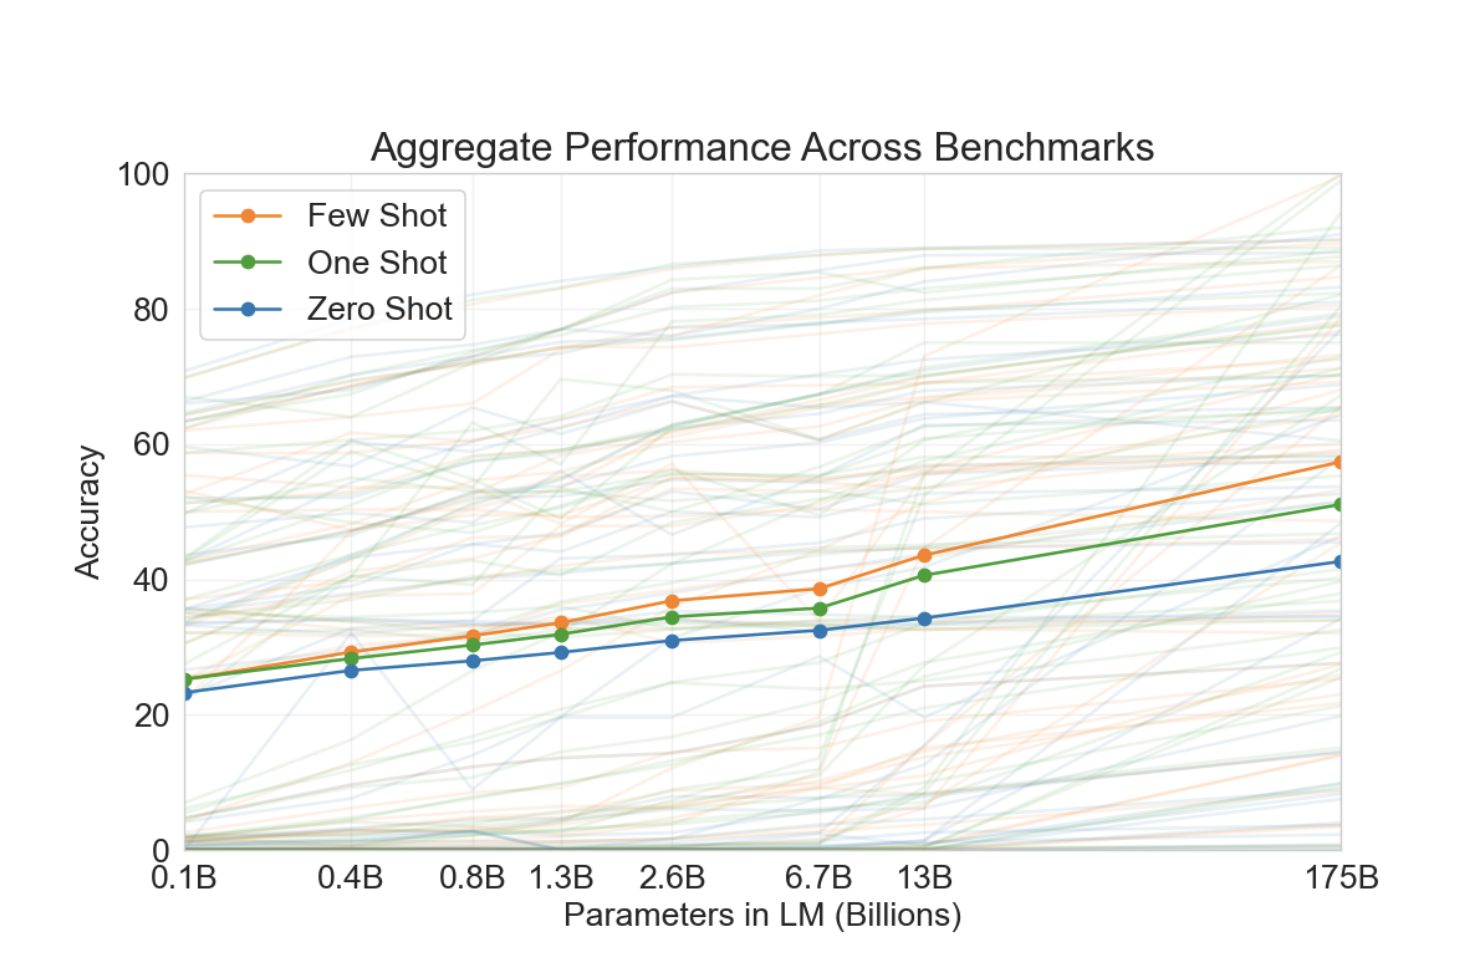 Aggregate Performance Across Benchmarks
100
80
60
40
20
0
Accuracy
Few Shot
One Shot
Zero Shot
0.1B 0.4B 0.8B 1.3B 2.6B 6.7B 13B 175B
Parameters in LM (Billions)